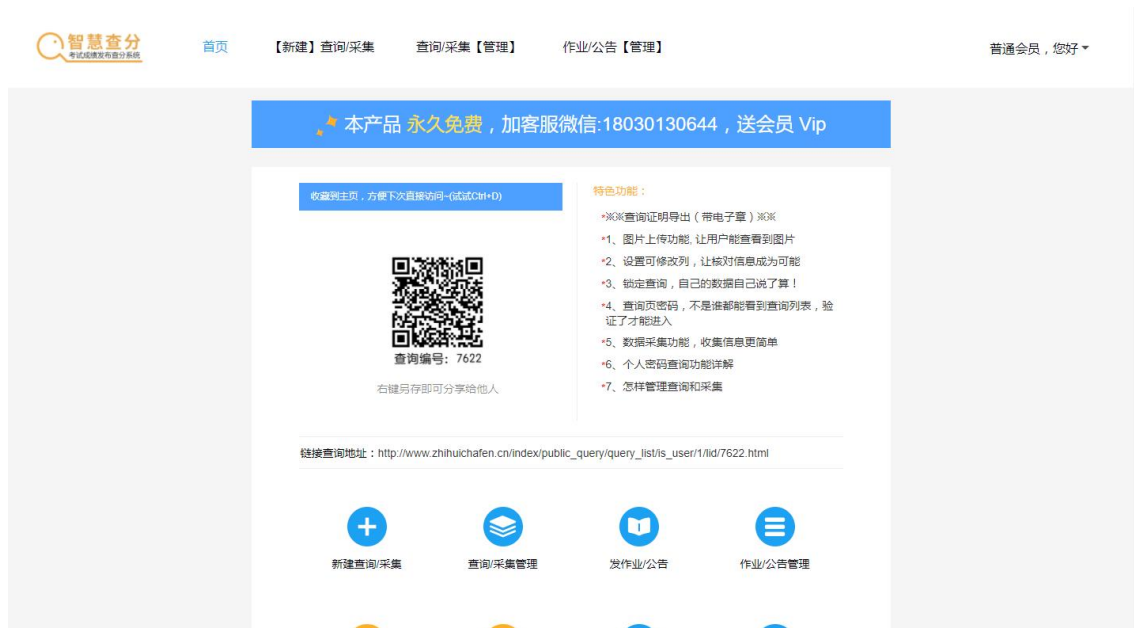 智慧查分
考试成绩发布查分系统
首页 【新建】查询/采集 查询/采集【管理】 作业/公告【管理】 普通会员，您好
本产品 永久免费，加客服微信:18030130644，送会员 Vip
收藏到主页，方便下次直接访问~(试试Ctrl+D)
查询编号：7622
右键另存即可分享给他人
特色功能：
*※※查询证明导出（带电子章）※※
*1、图片上传功能, 让用户能查看到图片
*2、设置可修改列，让核对信息成为可能
*3、锁定查询，自己的数据自己说了算！
*4、查询页密码，不是谁都能看到查询列表，验
证了才能进入
*5、数据采集功能，收集信息更简单
*6、个人密码查询功能详解
*7、怎样管理查询和采集
链接查询地址：http://www.zhihuichafen.cn/index/public_query/query_list/is_user/1/lid/7622.html
新建查询/采集 查询/采集管理 发作业/公告 作业/公告管理